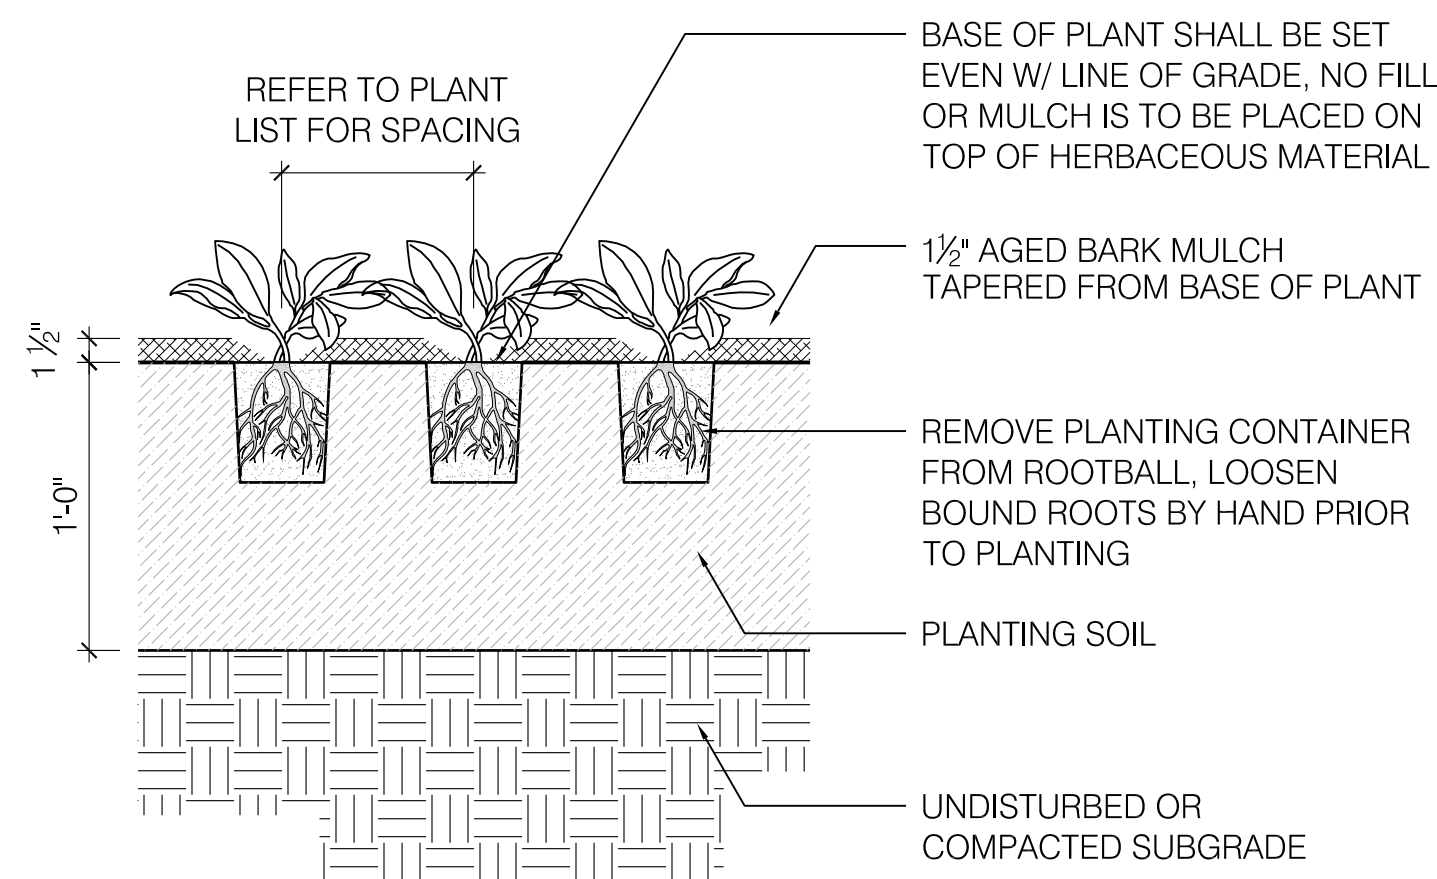 REFER TO PLANT
LIST FOR SPACING
BASE OF PLANT SHALL BE SET
EVEN W/ LINE OF GRADE, NO FILL
OR MULCH IS TO BE PLACED ON
TOP OF HERBACEOUS MATERIAL
1½" AGED BARK MULCH
TAPERED FROM BASE OF PLANT
1½"
1'-0"
REMOVE PLANTING CONTAINER
FROM ROOTBALL, LOOSEN
BOUND ROOTS BY HAND PRIOR
TO PLANTING
PLANTING SOIL
UNDISTURBED OR
COMPACTED SUBGRADE